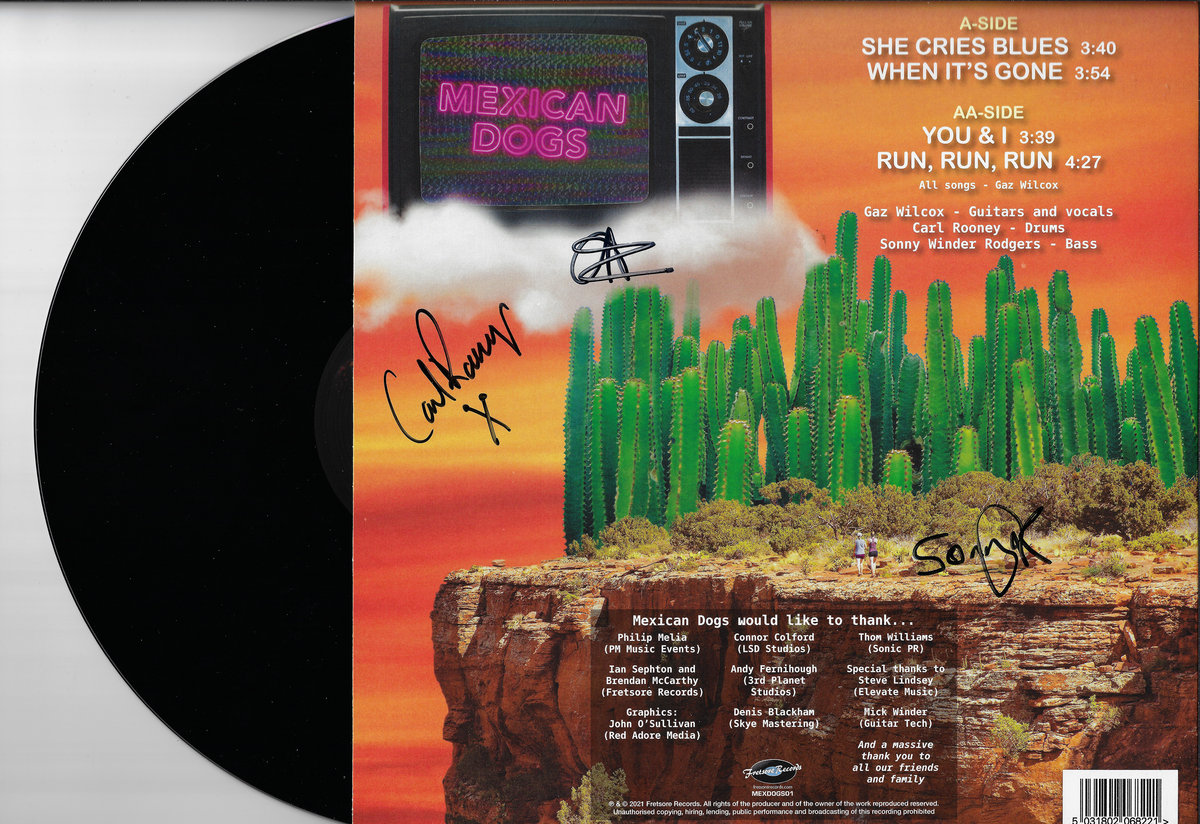 MEXICAN
DOGS
A-SIDE
SHE CRIES BLUES 3:40
WHEN IT'S GONE 3:54
AA-SIDE
YOU & I 3:39
RUN, RUN, RUN 4:27
All songs - Gaz Wilcox
Gaz Wilcox - Guitars and vocals
Carl Rooney - Drums
Sonny Winder Rodgers - Bass
Carl Rooney x
Mexican Dogs would like to thank...
Philip Melia
(PM Music Events)
Ian Sephton and
Brendan McCarthy
(Fretsore Records)
Graphics:
John O'Sullivan
(Red Adore Media)
Connor Colford
(LSD Studios)
Andy Fernihough
(3rd Planet
Studios)
Denis Blackham
(Skye Mastering)
Thom Williams
(Sonic PR)
Special thanks to
Steve Lindsey
(Elevate Music)
Mick Winder
(Guitar Tech)
And a massive
thank you to
all our friends
and family
Fretsore Records
fretsorerecords.com
MEXDOGS01
℗ & © 2021 Fretsore Records. All rights of the producer and of the owner of the work reproduced reserved.
Unauthorised copying, hiring, lending, public performance and broadcasting of this recording prohibited
5 031802 068221 >